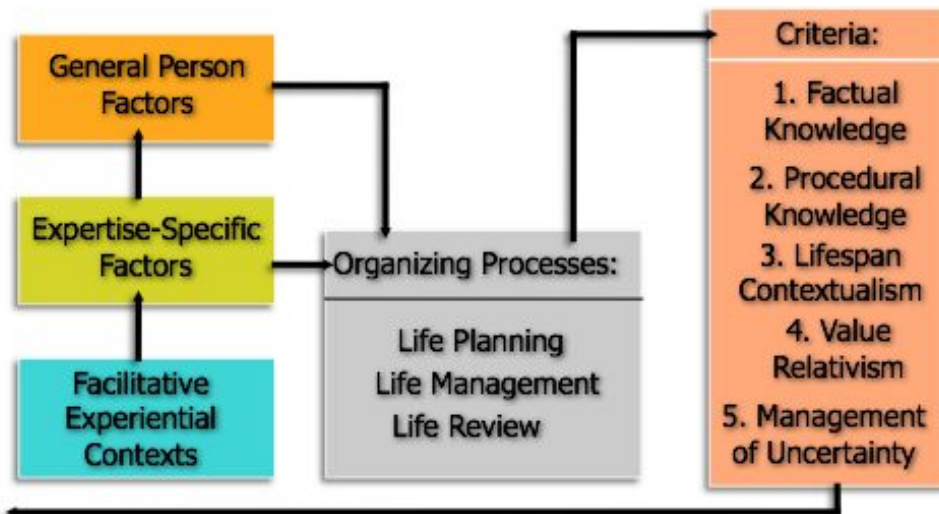 General Person
Factors
Expertise-Specific
Factors
Facilitative
Experiential
Contexts
Organizing Processes:
Life Planning
Life Management
Life Review
Criteria:
1. Factual
Knowledge
2. Procedural
Knowledge
3. Lifespan
Contextualism
4. Value
Relativism
5. Management
of Uncertainty